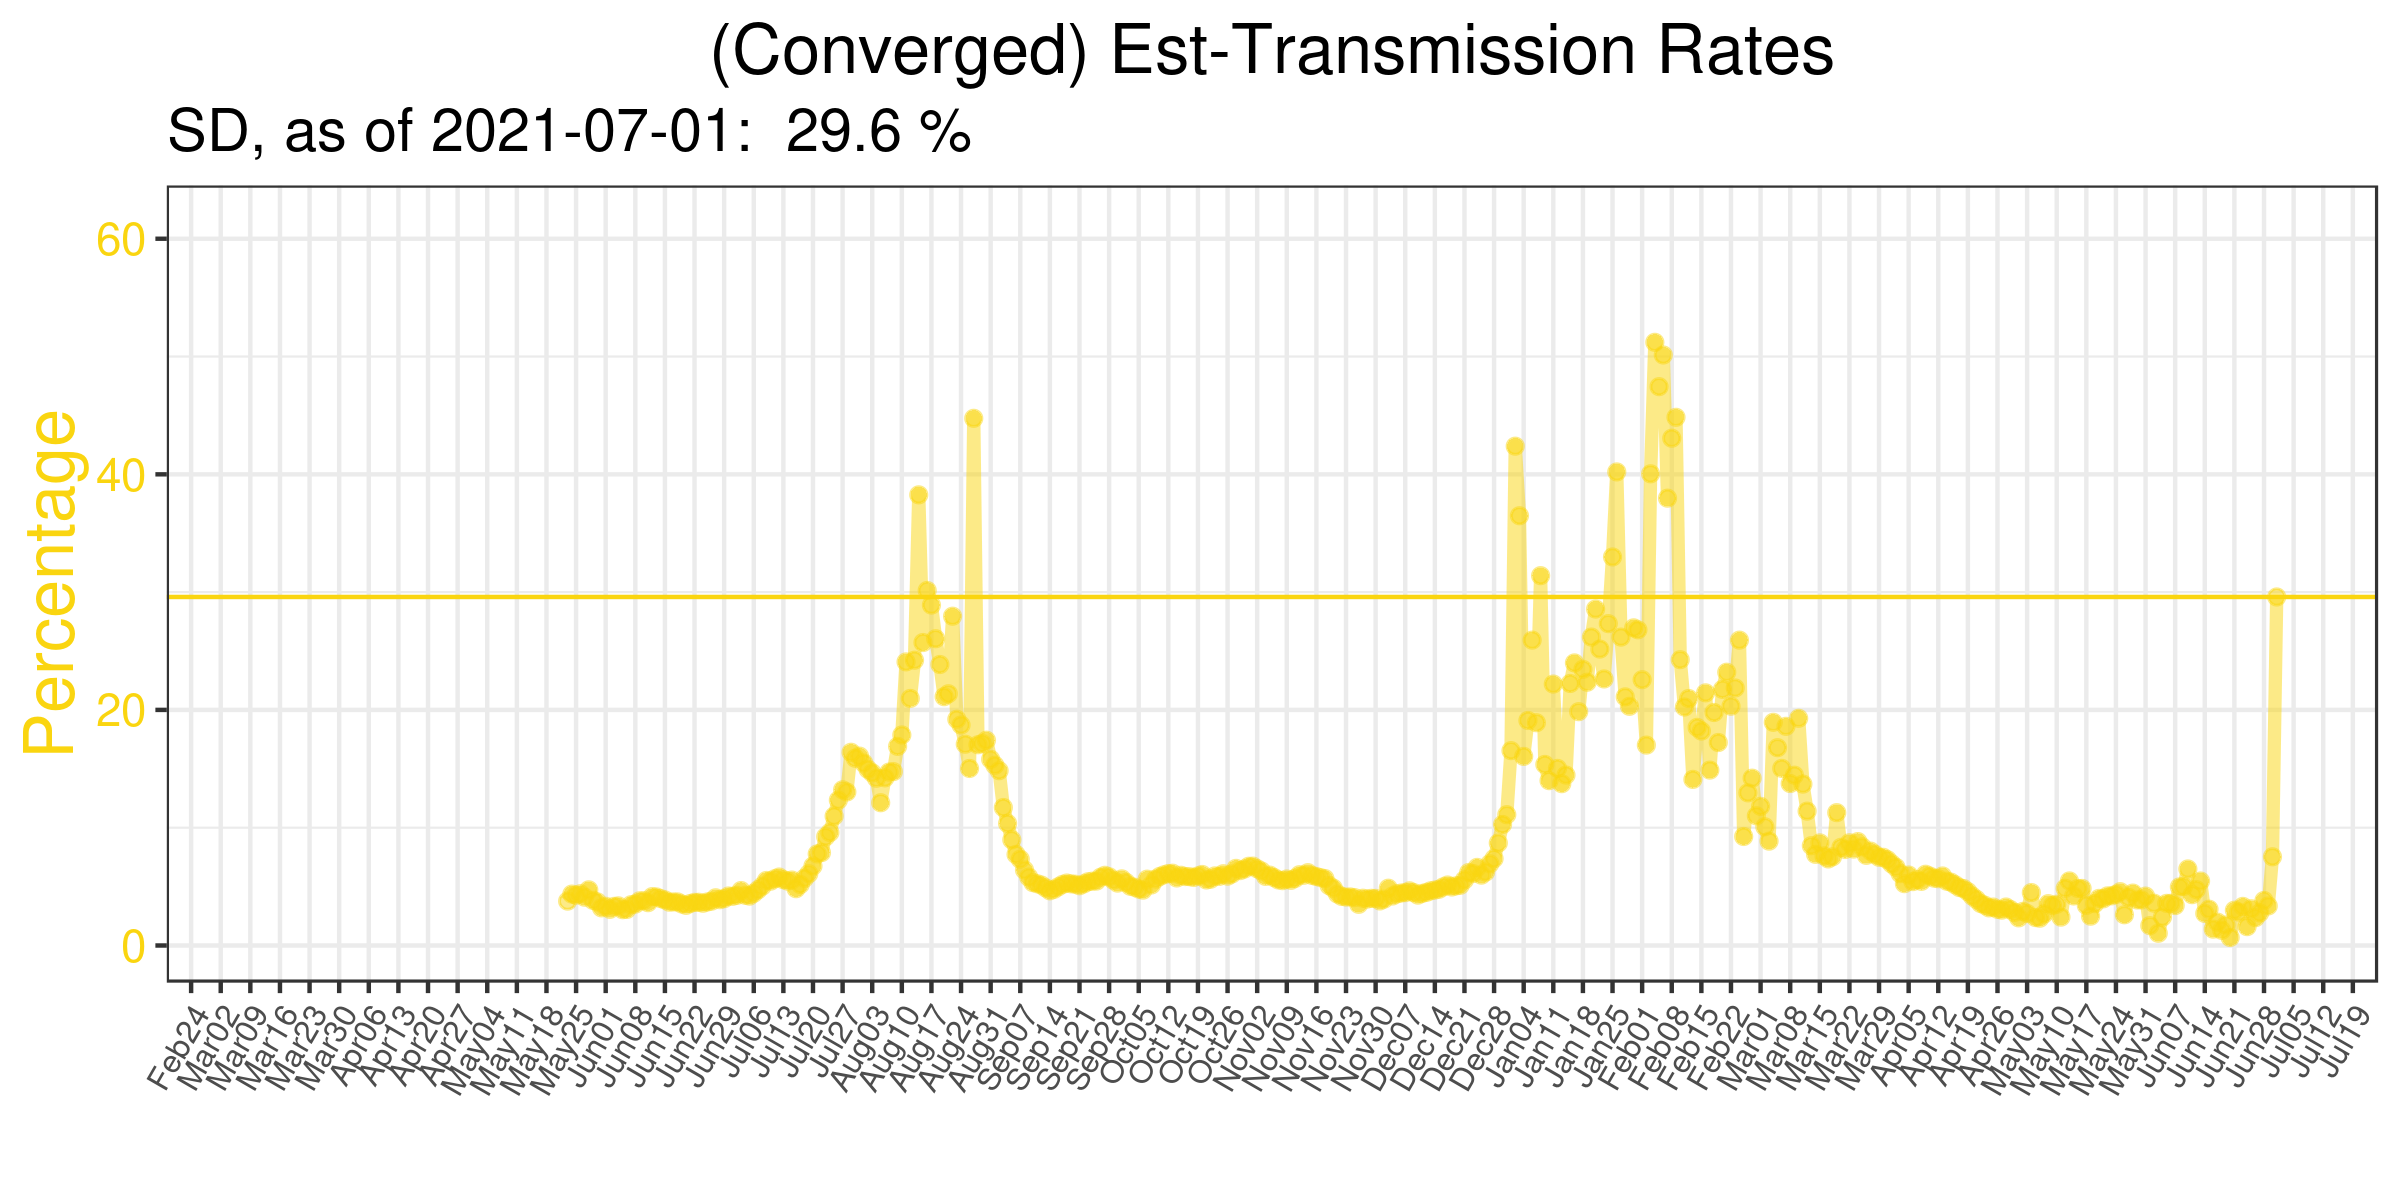 (Converged) Est-Transmission Rates
SD, as of 2021-07-01:  29.6 %
Percentage
60
40
20
0
Feb24
Mar02
Mar09
Mar16
Mar23
Mar30
Apr06
Apr13
Apr20
Apr27
May04
May11
May18
May25
Jun01
Jun08
Jun15
Jun22
Jun29
Jul06
Jul13
Jul20
Jul27
Aug03
Aug10
Aug17
Aug24
Aug31
Sep07
Sep14
Sep21
Sep28
Oct05
Oct12
Oct19
Oct26
Nov02
Nov09
Nov16
Nov23
Nov30
Dec07
Dec14
Dec21
Dec28
Jan04
Jan11
Jan18
Jan25
Feb01
Feb08
Feb15
Feb22
Mar01
Mar08
Mar15
Mar22
Mar29
Apr05
Apr12
Apr19
Apr26
May03
May10
May17
May24
May31
Jun07
Jun14
Jun21
Jun28
Jul05
Jul12
Jul19